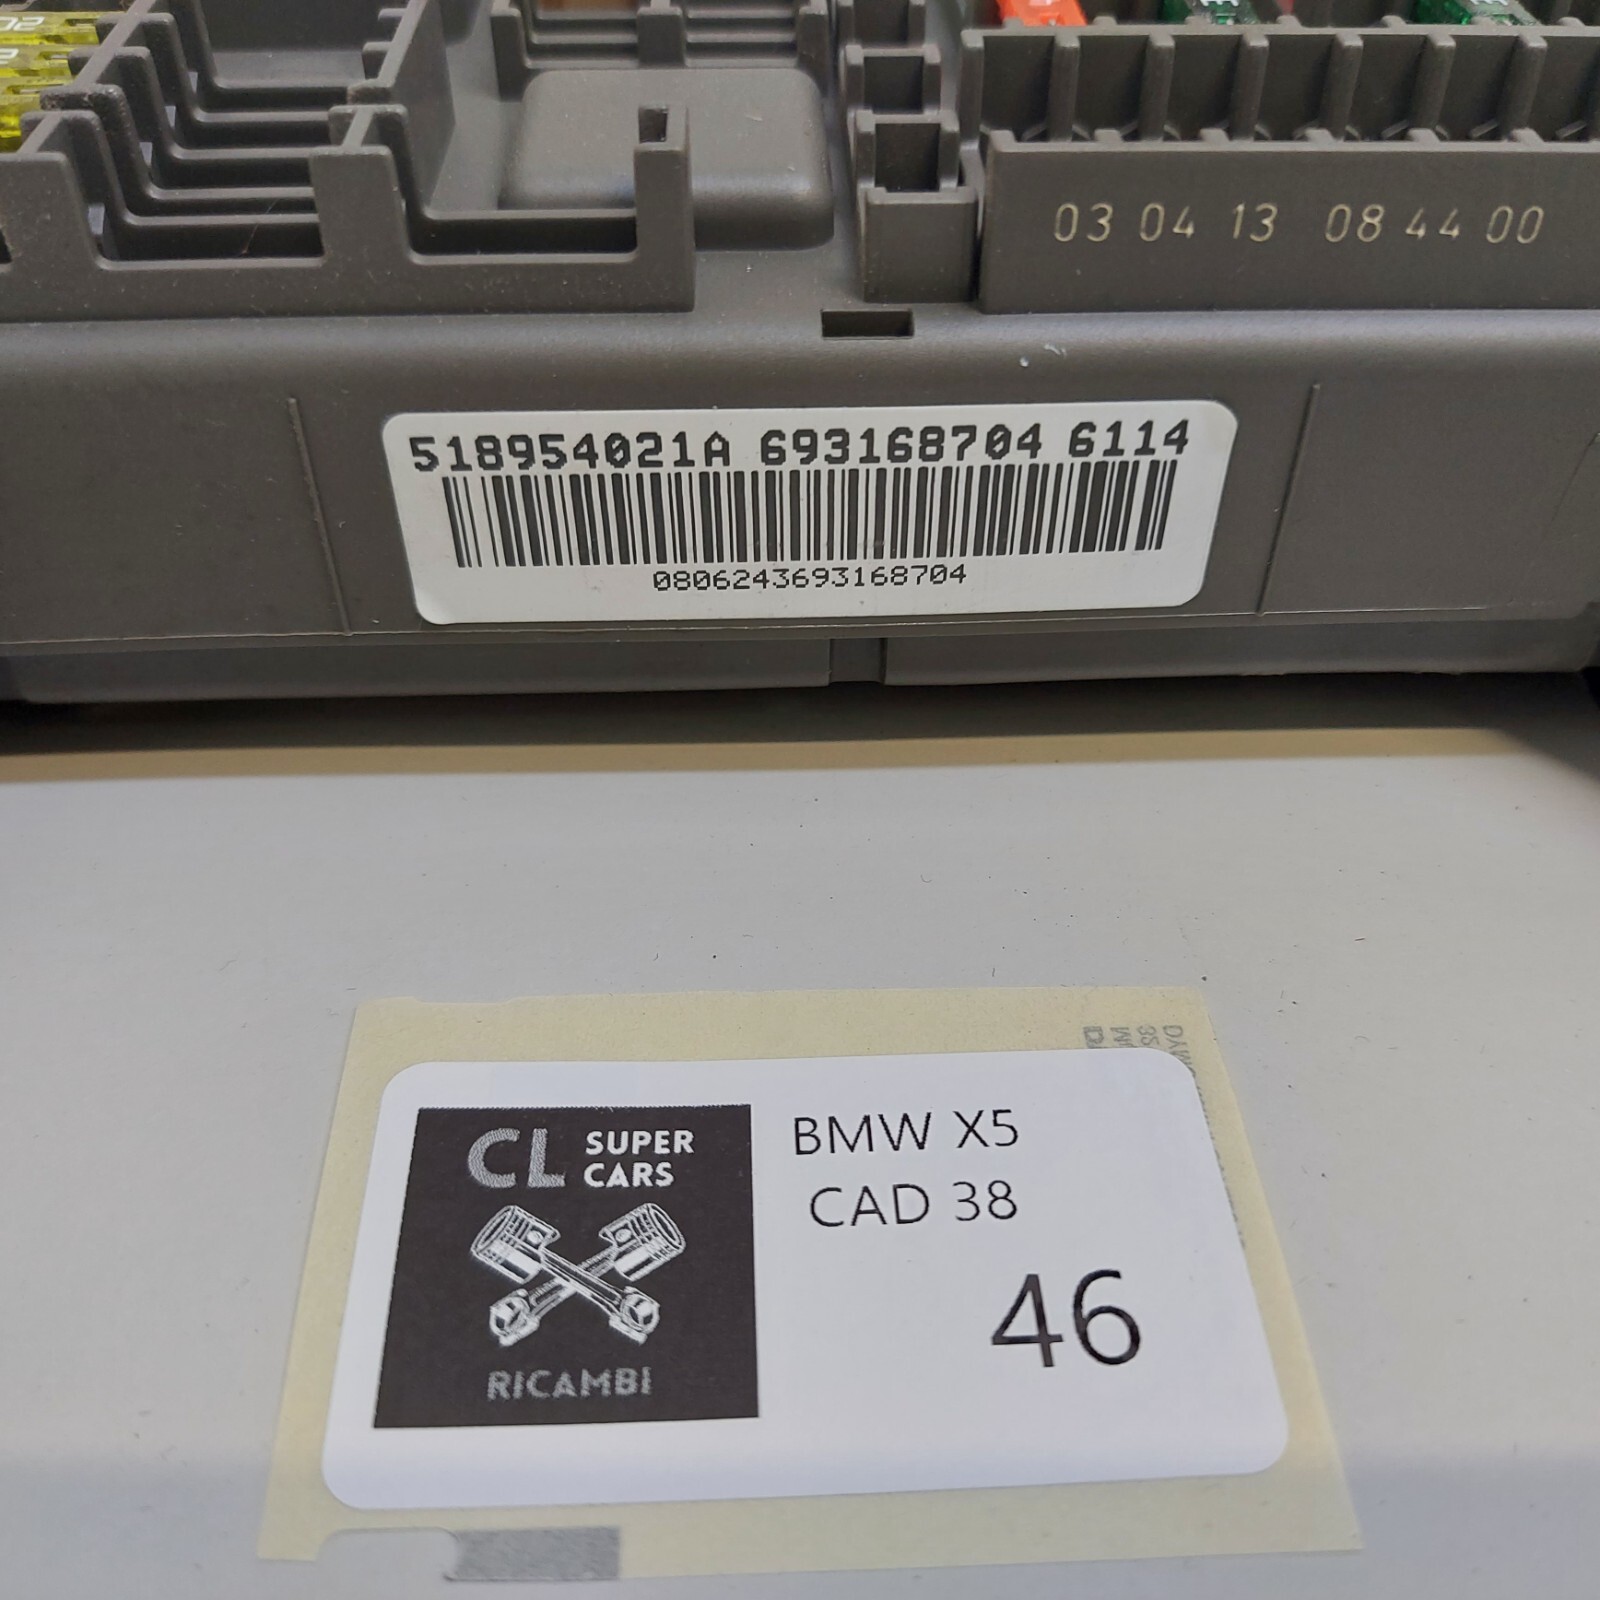 20
03 04 13 08 44 00
518954021A 693168704 6114
0806243693168704
CL SUPER CARS
RICAMBI
BMW X5
CAD 38
46